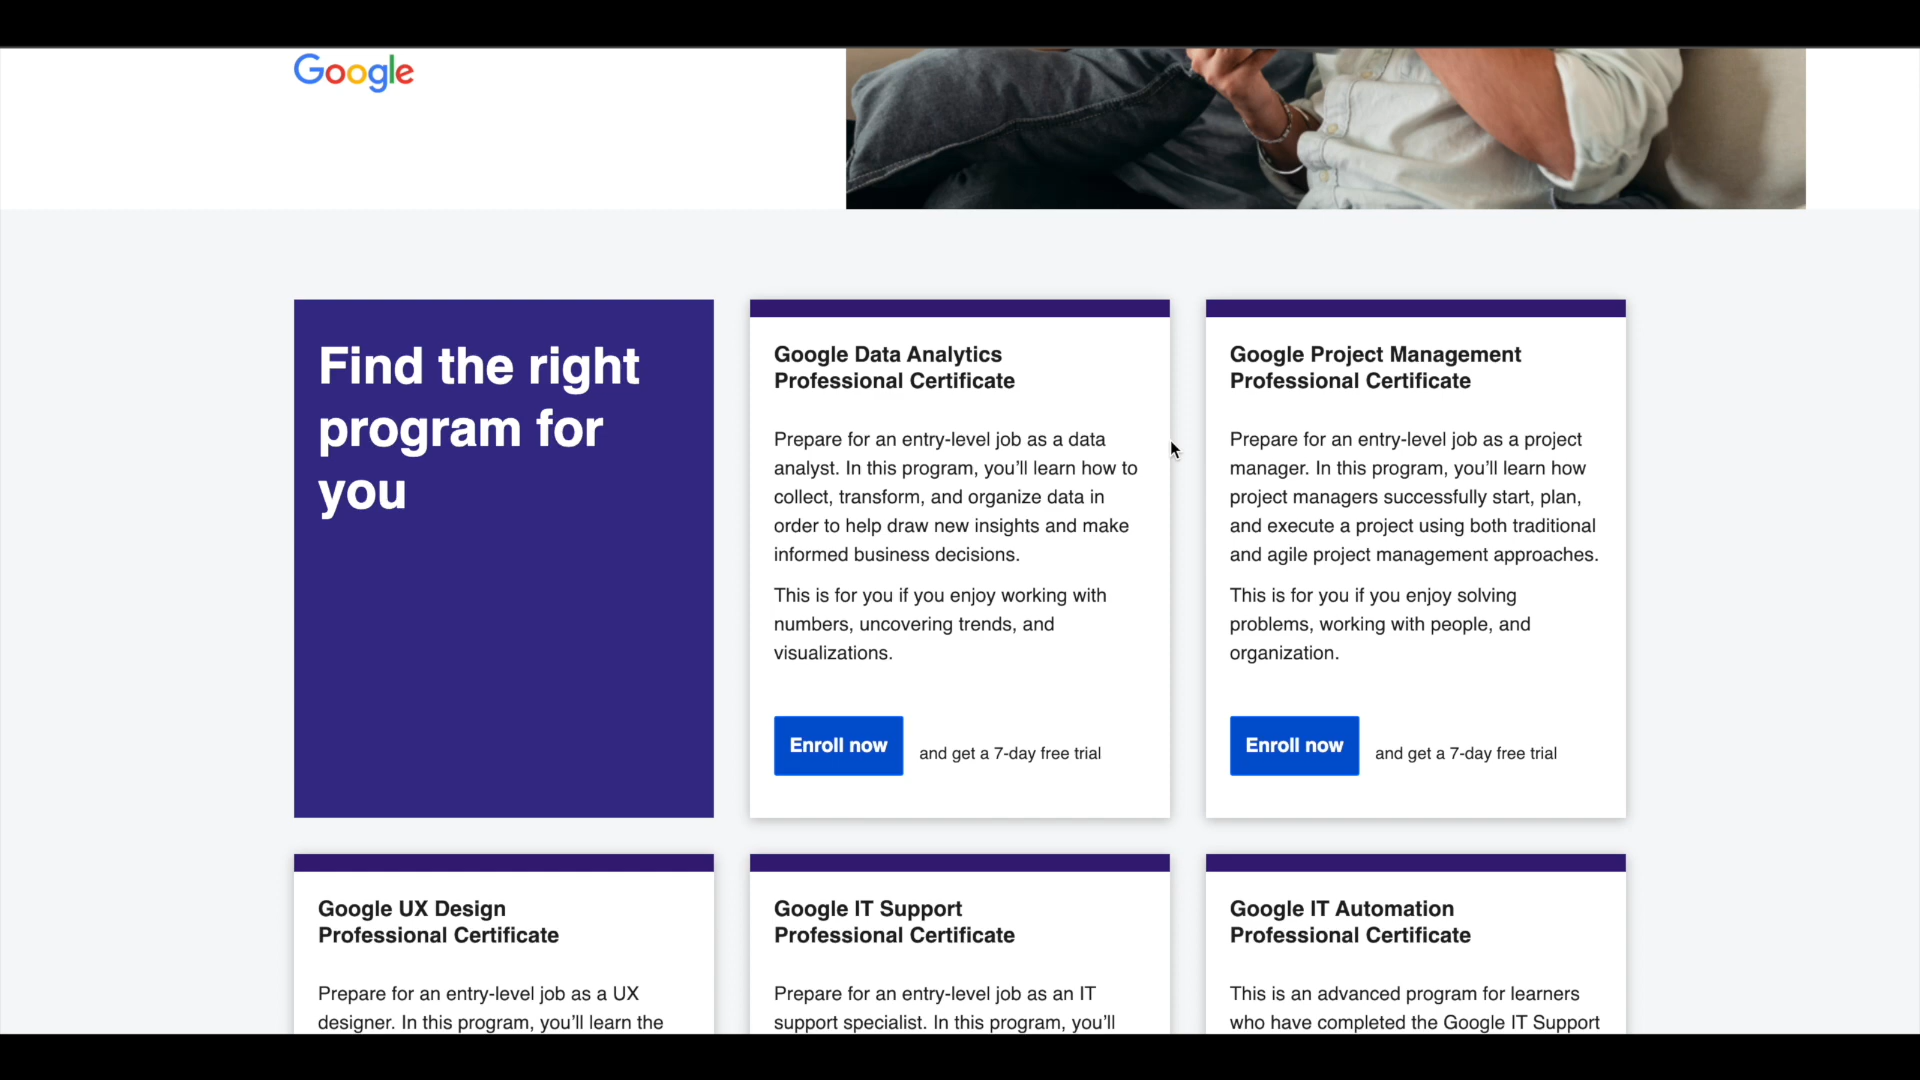 Google
Find the right
program for
you
Google Data Analytics
Professional Certificate
Prepare for an entry-level job as a data
analyst. In this program, you’ll learn how to
collect, transform, and organize data in
order to help draw new insights and make
informed business decisions.
This is for you if you enjoy working with
numbers, uncovering trends, and
visualizations.
Enroll now
and get a 7-day free trial
Google Project Management
Professional Certificate
Prepare for an entry-level job as a project
manager. In this program, you’ll learn how
project managers successfully start, plan,
and execute a project using both traditional
and agile project management approaches.
This is for you if you enjoy solving
problems, working with people, and
organization.
Enroll now
and get a 7-day free trial
Google UX Design
Professional Certificate
Prepare for an entry-level job as a UX
designer. In this program, you’ll learn the
Google IT Support
Professional Certificate
Prepare for an entry-level job as an IT
support specialist. In this program, you’ll
Google IT Automation
Professional Certificate
This is an advanced program for learners
who have completed the Google IT Support